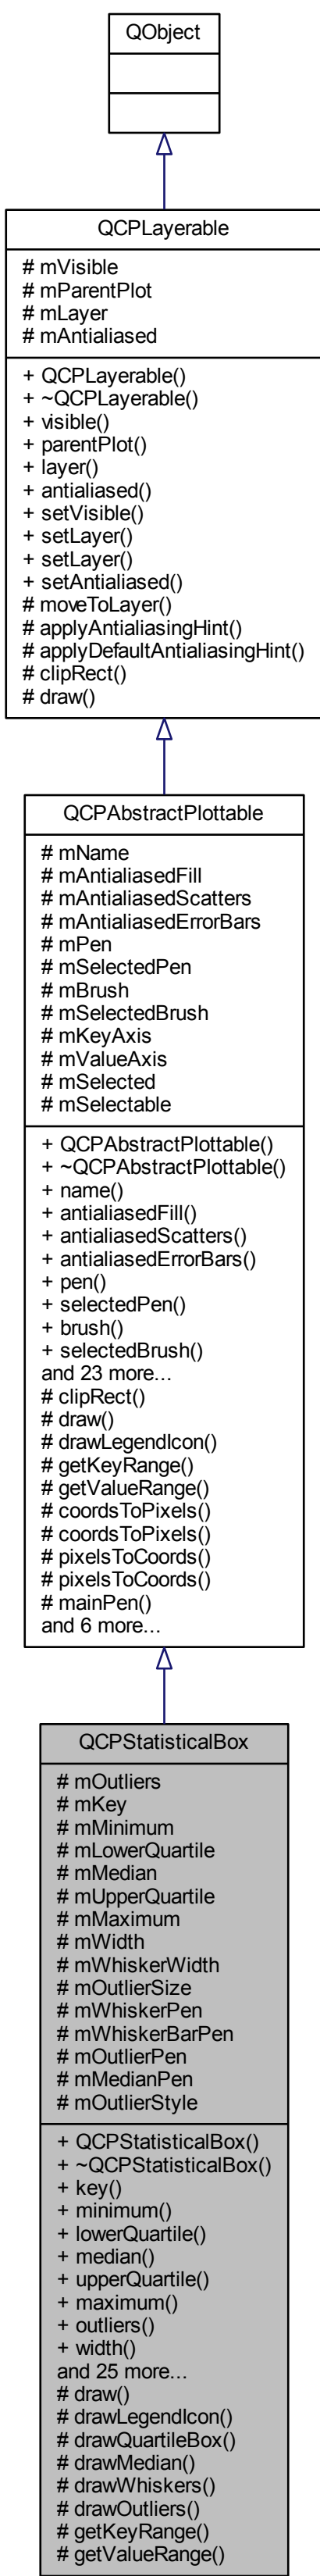 QObject
QCPLayerable
# mVisible
# mParentPlot
# mLayer
# mAntialiased
+ QCPLayerable()
+ ~QCPLayerable()
+ visible()
+ parentPlot()
+ layer()
+ antialiased()
+ setVisible()
+ setLayer()
+ setLayer()
+ setAntialiased()
# moveToLayer()
# applyAntialiasingHint()
# applyDefaultAntialiasingHint()
# clipRect()
# draw()
QCPAbstractPlottable
# mName
# mAntialiasedFill
# mAntialiasedScatters
# mAntialiasedErrorBars
# mPen
# mSelectedPen
# mBrush
# mSelectedBrush
# mKeyAxis
# mValueAxis
# mSelected
# mSelectable
+ QCPAbstractPlottable()
+ ~QCPAbstractPlottable()
+ name()
+ antialiasedFill()
+ antialiasedScatters()
+ antialiasedErrorBars()
+ pen()
+ selectedPen()
+ brush()
+ selectedBrush()
and 23 more...
# clipRect()
# draw()
# drawLegendIcon()
# getKeyRange()
# getValueRange()
# coordsToPixels()
# coordsToPixels()
# pixelsToCoords()
# pixelsToCoords()
# mainPen()
and 6 more...
QCPStatisticalBox
# mOutliers
# mKey
# mMinimum
# mLowerQuartile
# mMedian
# mUpperQuartile
# mMaximum
# mWidth
# mWhiskerWidth
# mOutlierSize
# mWhiskerPen
# mWhiskerBarPen
# mOutlierPen
# mMedianPen
# mOutlierStyle
+ QCPStatisticalBox()
+ ~QCPStatisticalBox()
+ key()
+ minimum()
+ lowerQuartile()
+ median()
+ upperQuartile()
+ maximum()
+ outliers()
+ width()
and 25 more...
# draw()
# drawLegendIcon()
# drawQuartileBox()
# drawMedian()
# drawWhiskers()
# drawOutliers()
# getKeyRange()
# getValueRange()